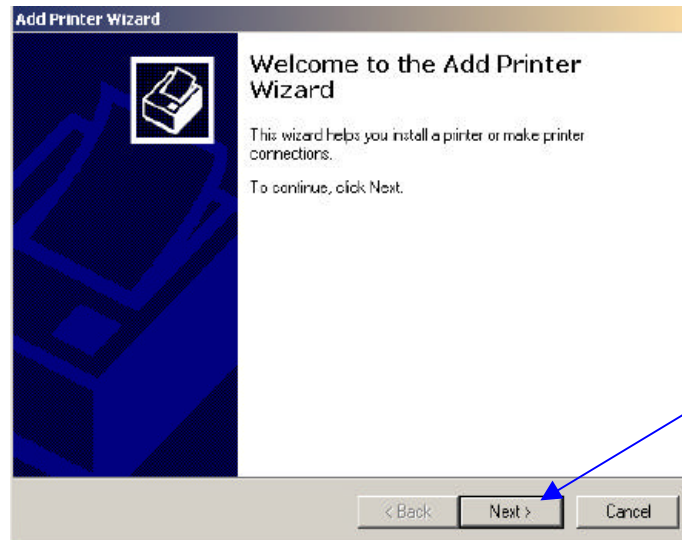 Add Printer Wizard
Welcome to the Add Printer
Wizard
This wizard helps you install a printer or make printer
connections.
To continue, click Next.
< Back
Next >
Cancel